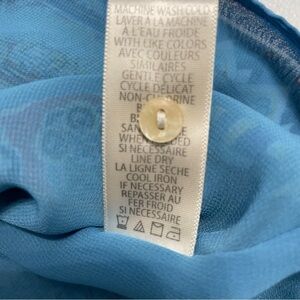 MACHINE WASH COLD
LAVER A LA MACHINE
A L'EAU FROIDE
WITH LIKE COLORS
AVEC COULEURS
SIMILAIRES
GENTLE CYCLE
CYCLE DELICAT
NON-CHLORINE
SI NECESSAIRE
LINE DRY
LA LIGNE SECHE
COOL IRON
IF NECESSARY
REPASSER AU
FER FROID
SI NECESSAIRE